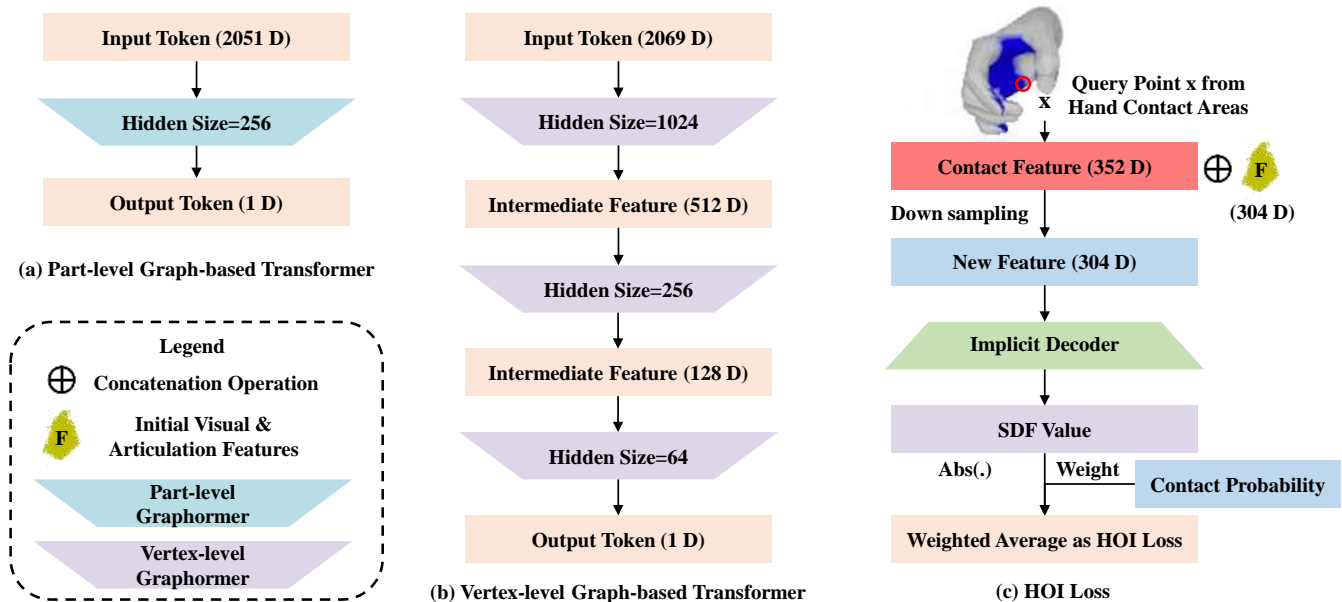 Input Token (2051 D)
Hidden Size=256
Output Token (1 D)
(a) Part-level Graph-based Transformer
Legend
Concatenation Operation
F
Initial Visual &
Articulation Features
Part-level
Graphormer
Vertex-level
Graphormer
Input Token (2069 D)
Hidden Size=1024
Intermediate Feature (512 D)
Hidden Size=256
Intermediate Feature (128 D)
Hidden Size=64
Output Token (1 D)
(b) Vertex-level Graph-based Transformer
Query Point x from
Hand Contact Areas
x
Contact Feature (352 D)
F
(304 D)
Down sampling
New Feature (304 D)
Implicit Decoder
SDF Value
Abs(.)
Weight
Contact Probability
Weighted Average as HOI Loss
(c) HOI Loss